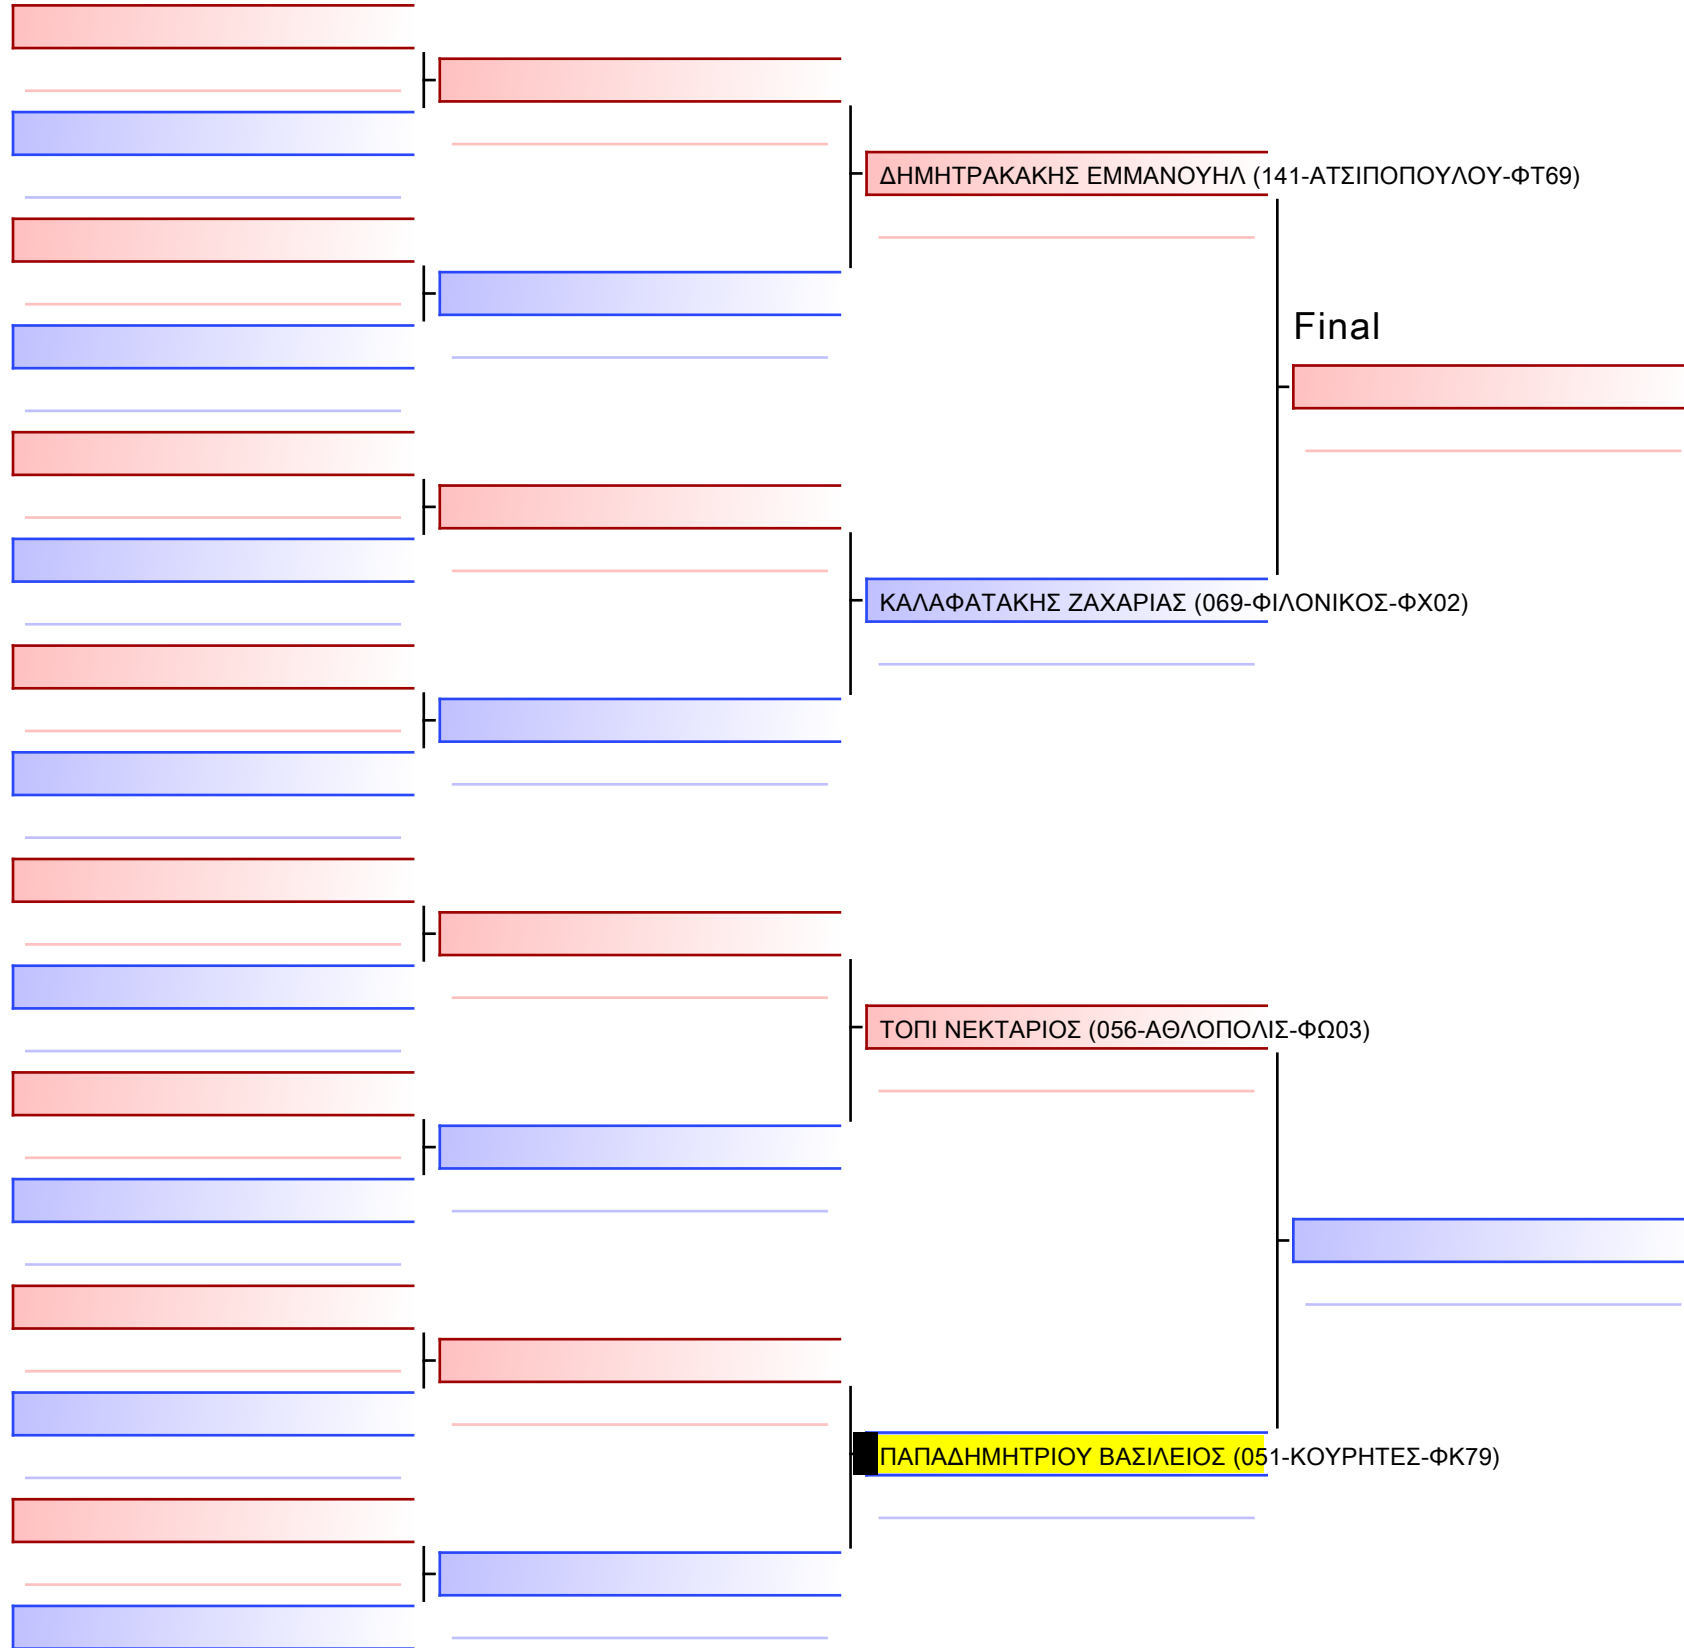 ΔΗΜΗΤΡΑΚΑΚΗΣ ΕΜΜΑΝΟΥΗΛ (141-ΑΤΣΙΠΟΠΟΥΛΟΥ-ΦΤ69)
Final
ΚΑΛΑΦΑΤΑΚΗΣ ΖΑΧΑΡΙΑΣ (069-ΦΙΛΟΝΙΚΟΣ-ΦΧ02)
ΤΟΠΙ ΝΕΚΤΑΡΙΟΣ (056-ΑΘΛΟΠΟΛΙΣ-ΦΩ03)
ΠΑΠΑΔΗΜΗΤΡΙΟΥ ΒΑΣΙΛΕΙΟΣ (051-ΚΟΥΡΗΤΕΣ-ΦΚ79)